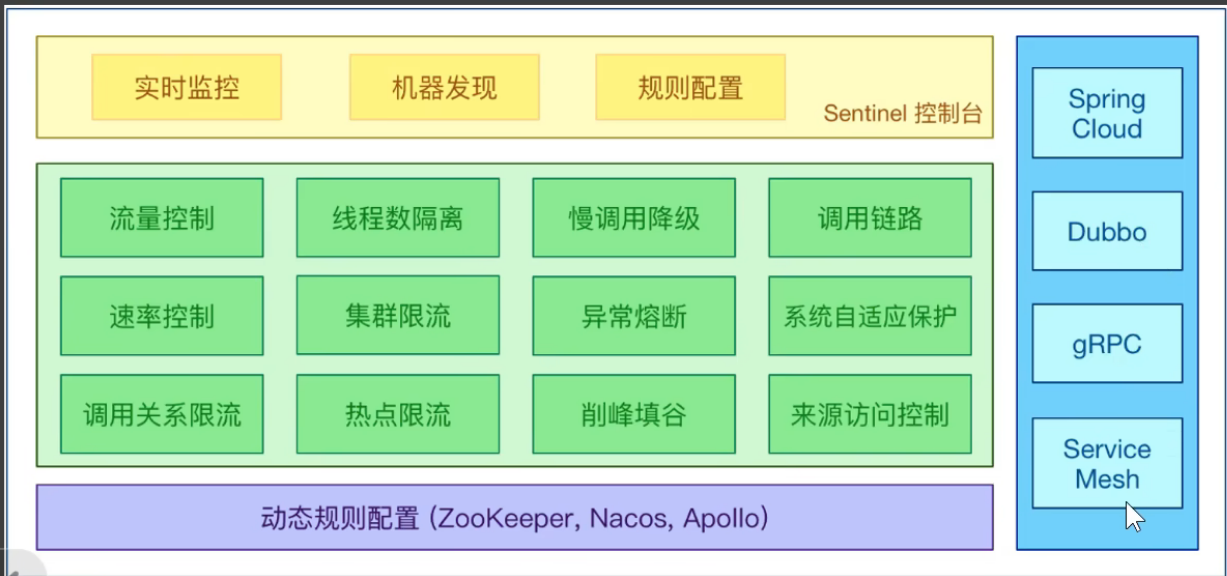 实时监控
机器发现
规则配置
Sentinel 控制台
流量控制
线程数隔离
慢调用降级
调用链路
速率控制
集群限流
异常熔断
系统自适应保护
调用关系限流
热点限流
削峰填谷
来源访问控制
动态规则配置 (ZooKeeper, Nacos, Apollo)
Spring
Cloud
Dubbo
gRPC
Service
Mesh